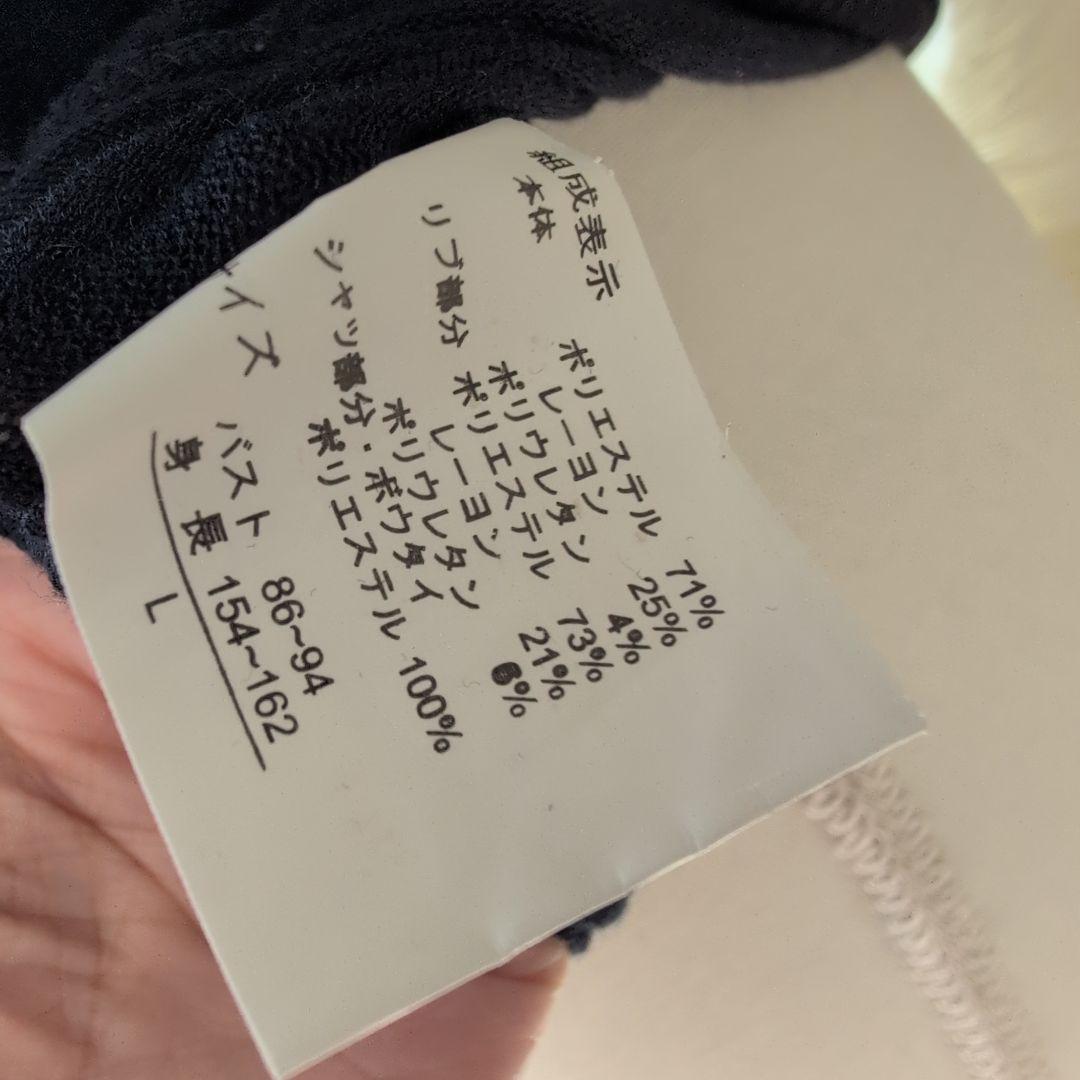 組成表示
本体
ポリエステル 71%
レーヨン 25%
ポリウレタン 4%
リブ部分
ポリエステル 73%
レーヨン 21%
ポリウレタン 6%
シャツ部分・ボウタイ
ポリエステル 100%
イズ
バスト 86~94
身長 154~162
L